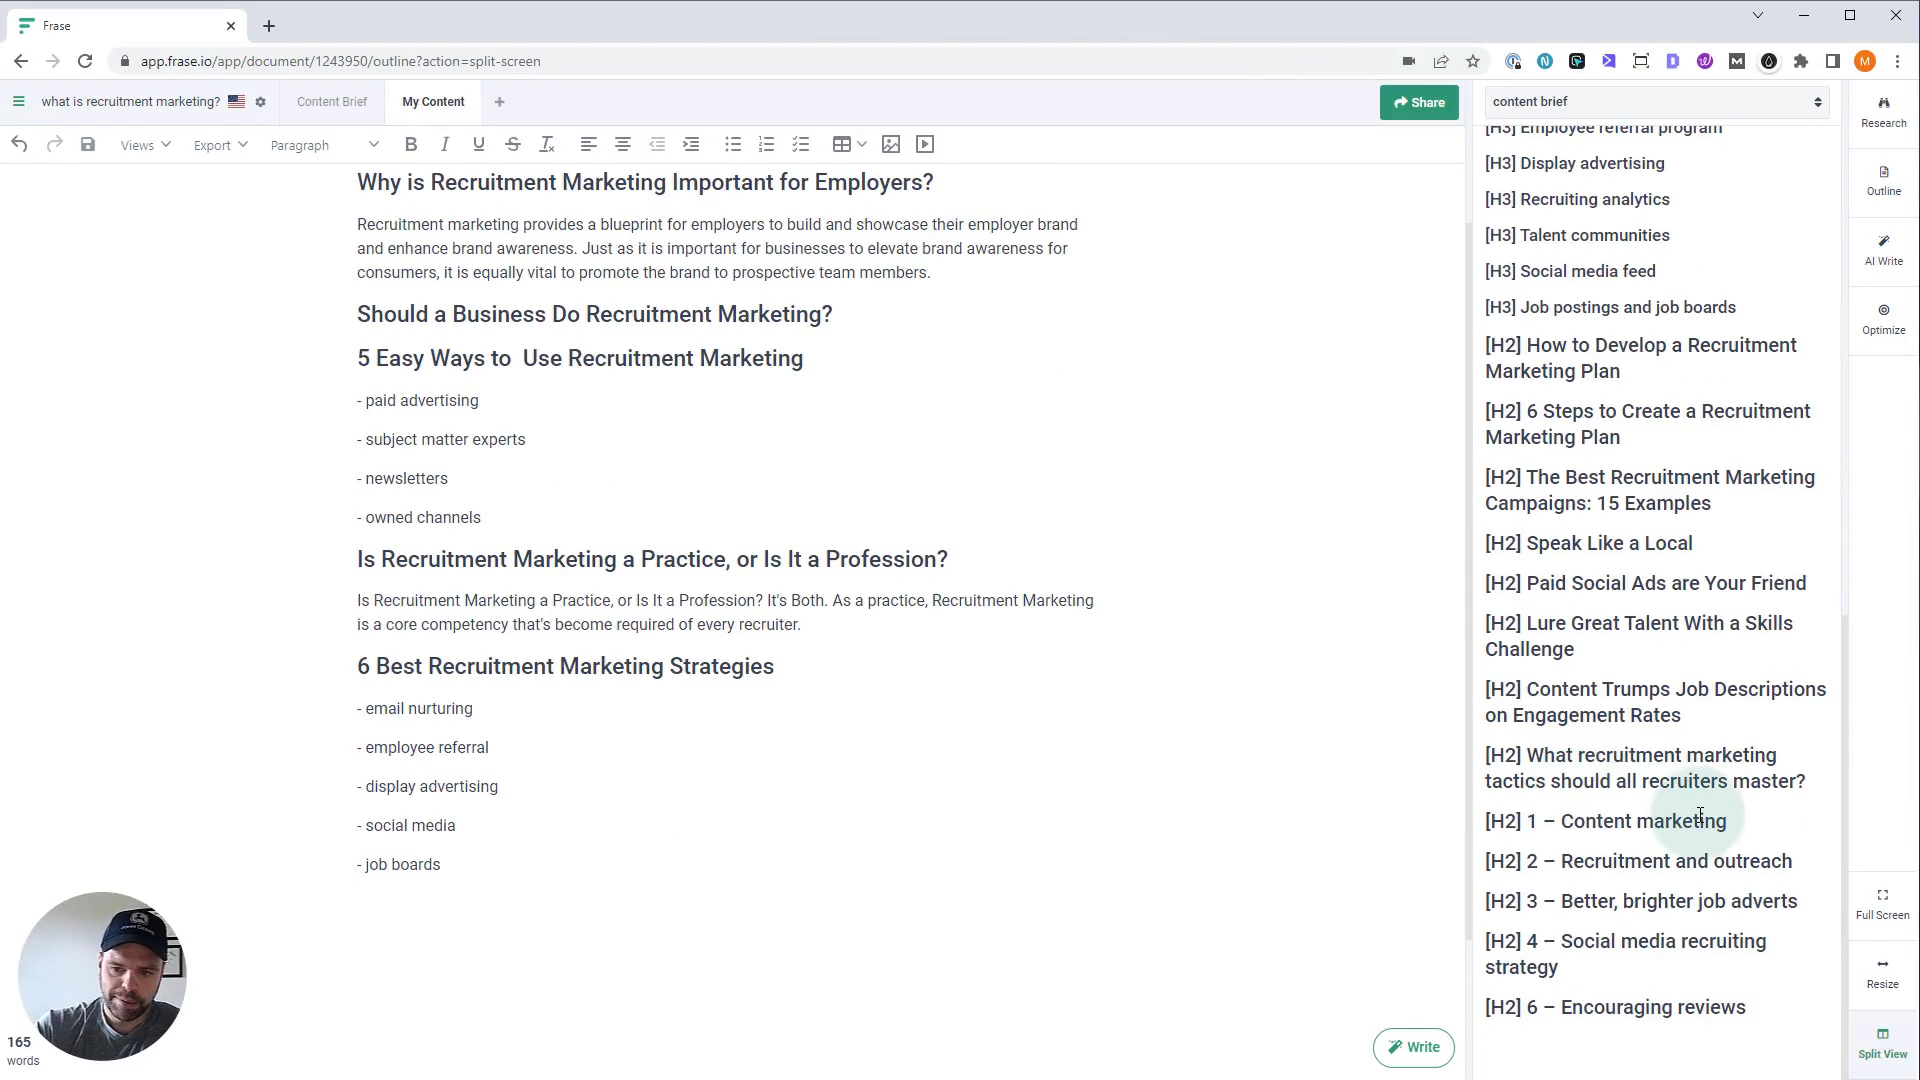 Frase
app.frase.io/app/document/1243950/outline?action=split-screen
what is recruitment marketing?
Content Brief
My Content
Share
content brief
Views
Export
Paragraph
Why is Recruitment Marketing Important for Employers?
Recruitment marketing provides a blueprint for employers to build and showcase their employer brand
and enhance brand awareness. Just as it is important for businesses to elevate brand awareness for
consumers, it is equally vital to promote the brand to prospective team members.
Should a Business Do Recruitment Marketing?
5 Easy Ways to  Use Recruitment Marketing
- paid advertising
- subject matter experts
- newsletters
- owned channels
Is Recruitment Marketing a Practice, or Is It a Profession?
Is Recruitment Marketing a Practice, or Is It a Profession? It's Both. As a practice, Recruitment Marketing
is a core competency that's become required of every recruiter.
6 Best Recruitment Marketing Strategies
- email nurturing
- employee referral
- display advertising
- social media
- job boards
165
words
Write
[H3] Employee referral program
[H3] Display advertising
[H3] Recruiting analytics
[H3] Talent communities
[H3] Social media feed
[H3] Job postings and job boards
[H2] How to Develop a Recruitment
Marketing Plan
[H2] 6 Steps to Create a Recruitment
Marketing Plan
[H2] The Best Recruitment Marketing
Campaigns: 15 Examples
[H2] Speak Like a Local
[H2] Paid Social Ads are Your Friend
[H2] Lure Great Talent With a Skills
Challenge
[H2] Content Trumps Job Descriptions
on Engagement Rates
[H2] What recruitment marketing
tactics should all recruiters master?
[H2] 1 – Content marketing
[H2] 2 – Recruitment and outreach
[H2] 3 – Better, brighter job adverts
[H2] 4 – Social media recruiting
strategy
[H2] 6 – Encouraging reviews
Research
Outline
AI Write
Optimize
Full Screen
Resize
Split View